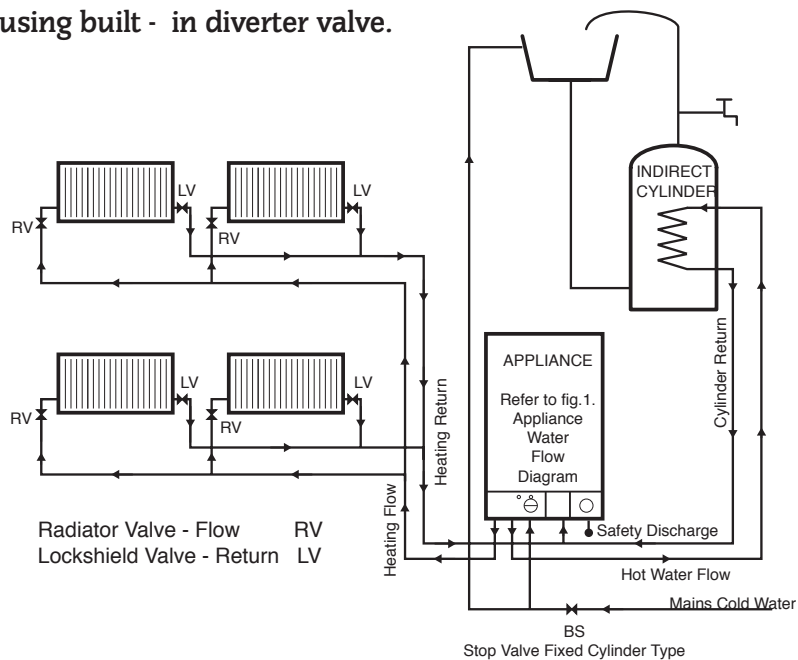 using built - in diverter valve.
INDIRECT
CYLINDER
LV
LV
RV
RV
LV
LV
RV
RV
APPLIANCE
Refer to fig.1.
Appliance
Water
Flow
Diagram
Cylinder Return
Heating Return
Heating Flow
Safety Discharge
Radiator Valve - Flow RV
Lockshield Valve - Return LV
Hot Water Flow
Mains Cold Water
BS
Stop Valve Fixed Cylinder Type